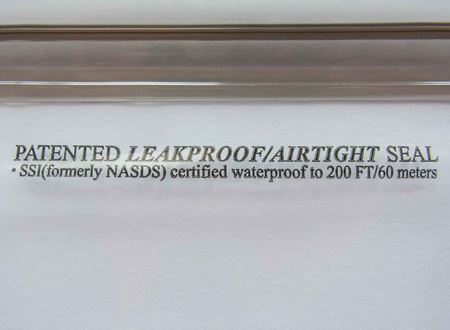 PATENTED LEAKPROOF/AIRTIGHT SEAL
• SSI(formerly NASDS) certified waterproof to 200 FT/60 meters